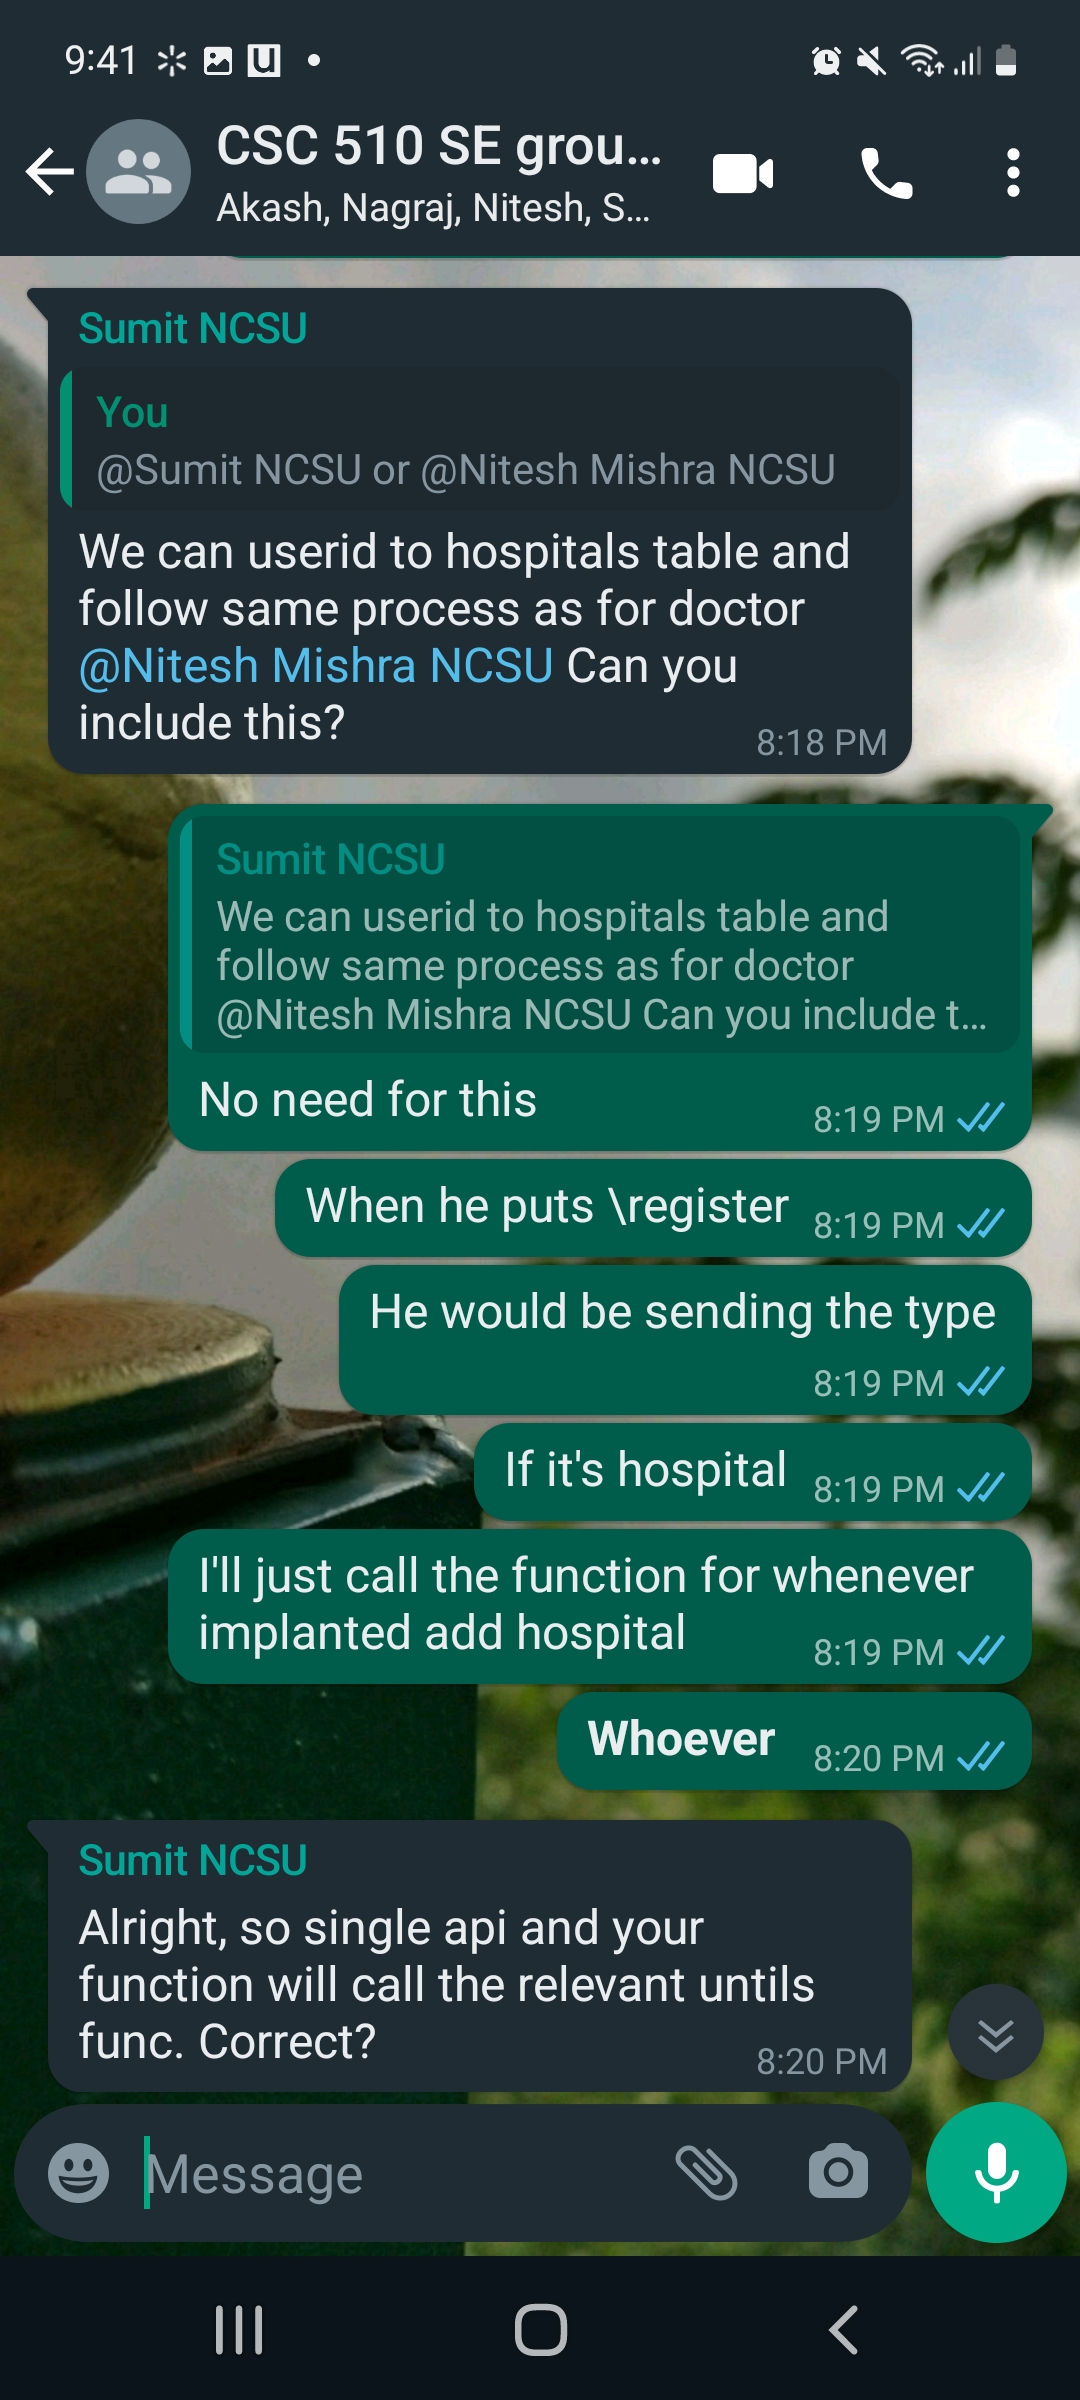 9:41
CSC 510 SE grou...
Akash, Nagraj, Nitesh, S...
Sumit NCSU
You
@Sumit NCSU or @Nitesh Mishra NCSU
We can userid to hospitals table and
follow same process as for doctor
@Nitesh Mishra NCSU Can you
include this?
8:18 PM
Sumit NCSU
We can userid to hospitals table and
follow same process as for doctor
@Nitesh Mishra NCSU Can you include t...
No need for this
8:19 PM
When he puts \register
8:19 PM
He would be sending the type
8:19 PM
If it's hospital
8:19 PM
I'll just call the function for whenever
implanted add hospital
8:19 PM
Whoever
8:20 PM
Sumit NCSU
Alright, so single api and your
function will call the relevant untils
func. Correct?
8:20 PM
Message